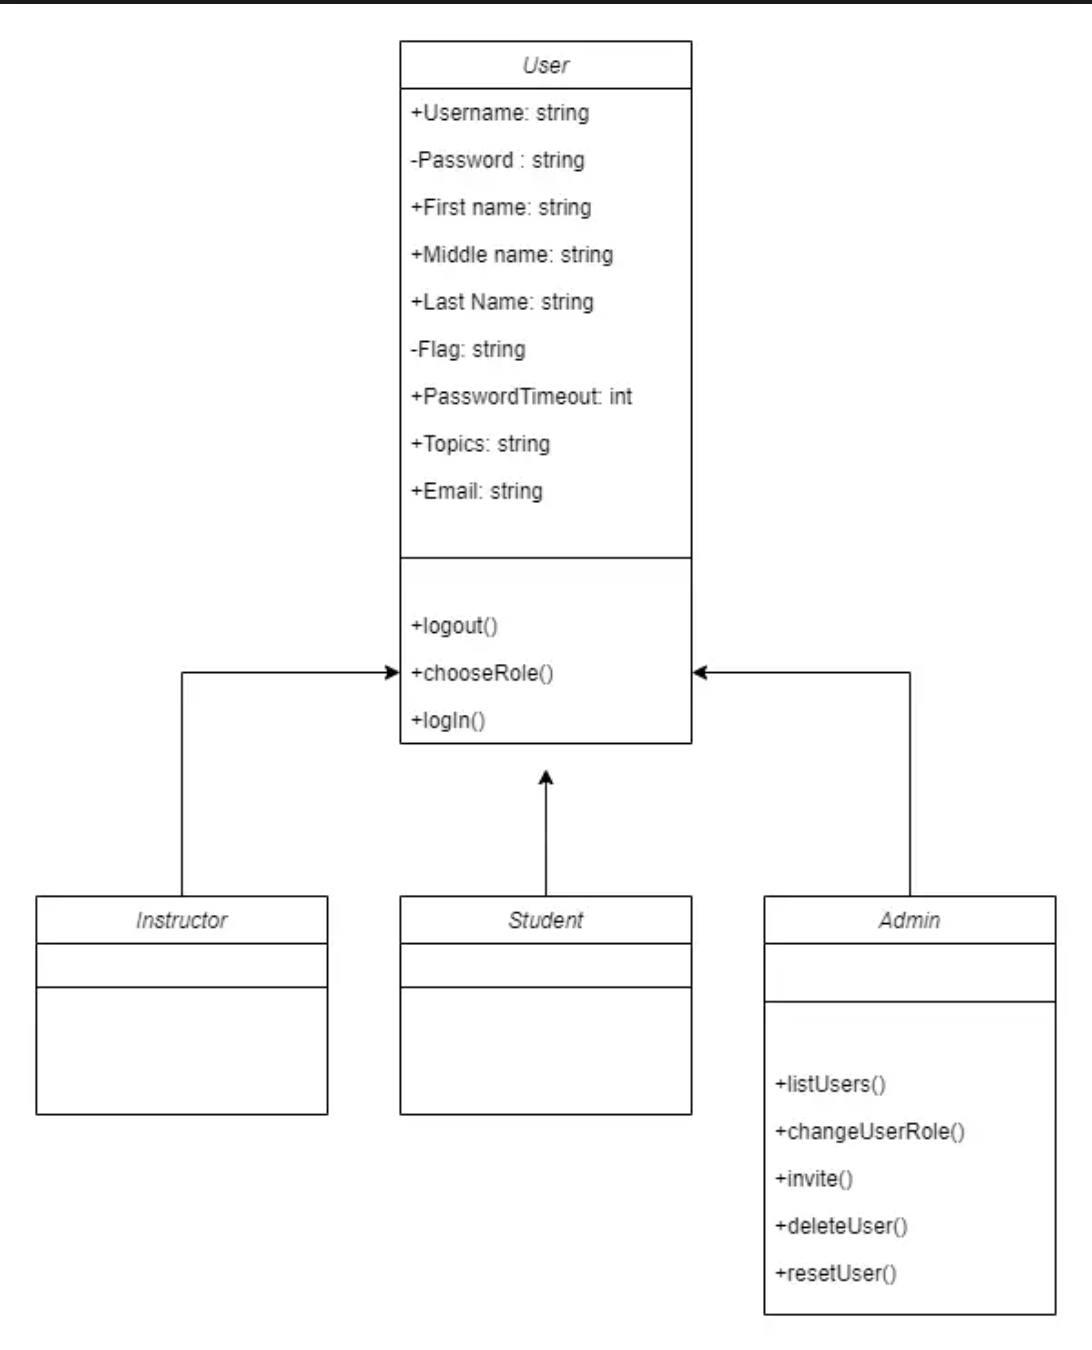 User
+Username: string
-Password : string
+First name: string
+Middle name: string
+Last Name: string
-Flag: string
+PasswordTimeout: int
+Topics: string
+Email: string
+logout()
+chooseRole()
+logIn()
Instructor
Student
Admin
+listUsers()
+changeUserRole()
+invite()
+deleteUser()
+resetUser()